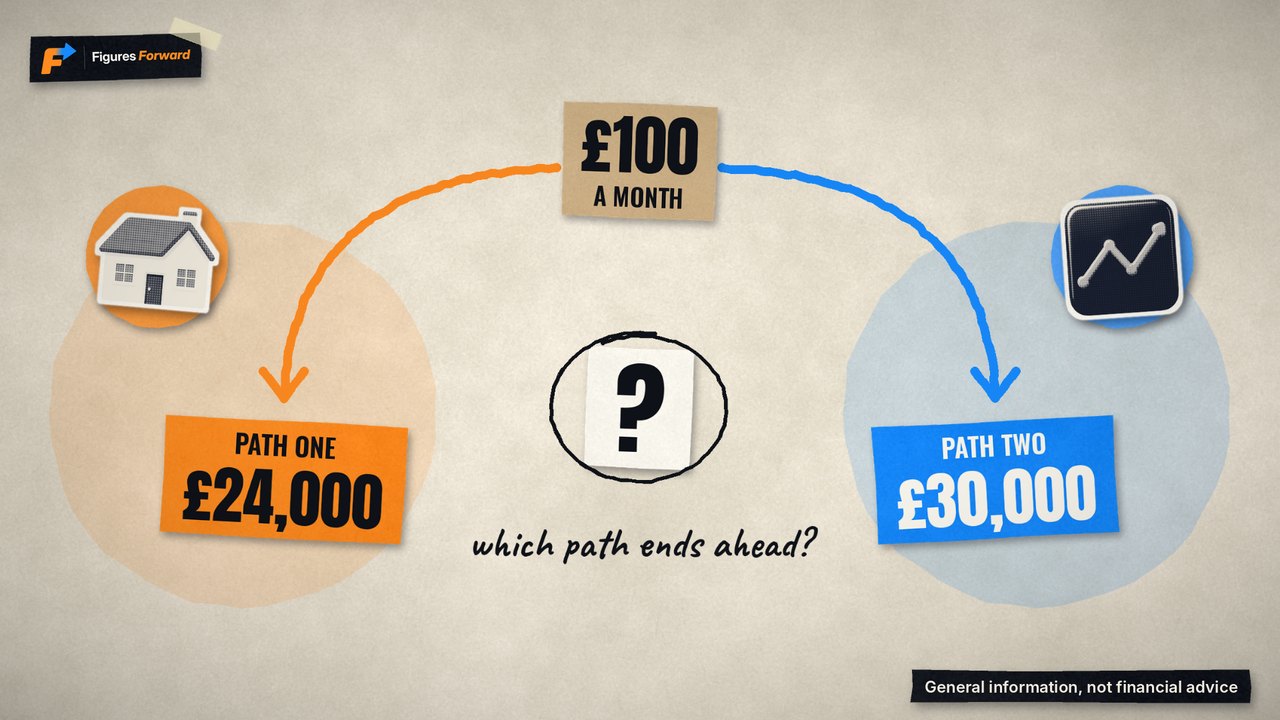 Figures Forward
£100
A MONTH
PATH ONE
£24,000
?
which path ends ahead?
PATH TWO
£30,000
General information, not financial advice